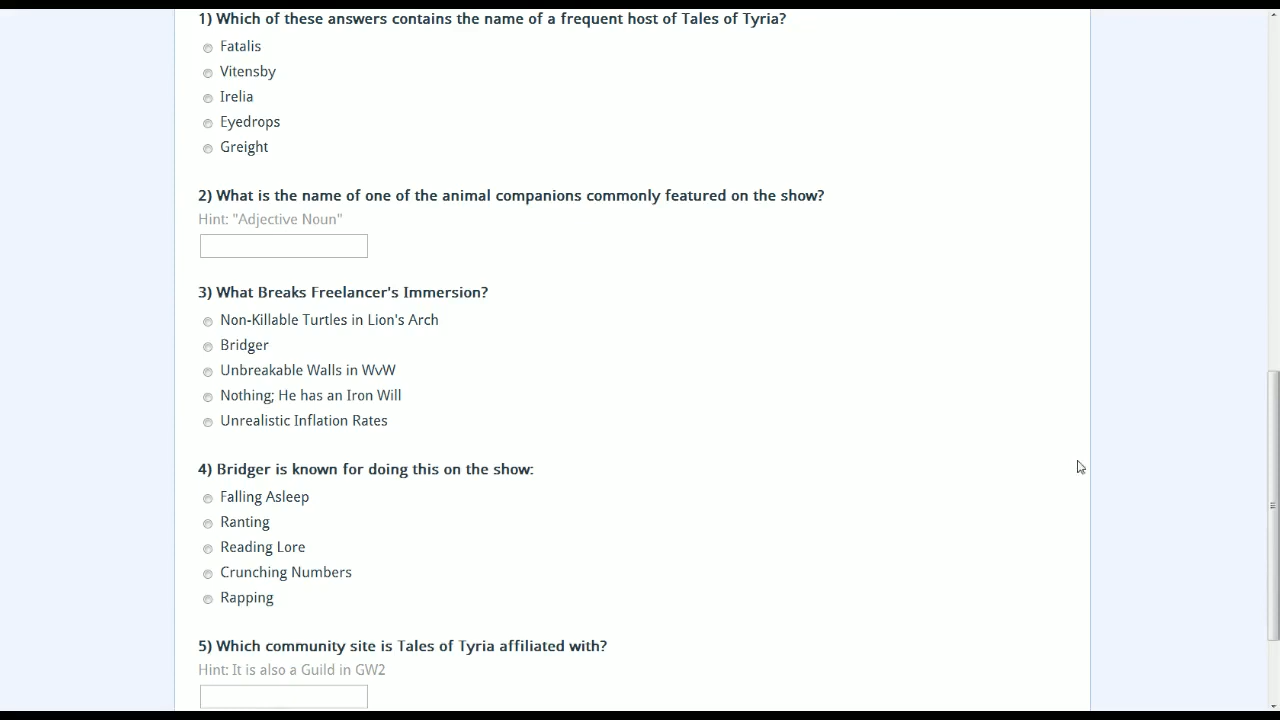 1) Which of these answers contains the name of a frequent host of Tales of Tyria?
Fatalis
Vitensby
Irelia
Eyedrops
Greight
2) What is the name of one of the animal companions commonly featured on the show?
Hint: "Adjective Noun"
3) What Breaks Freelancer's Immersion?
Non-Killable Turtles in Lion's Arch
Bridger
Unbreakable Walls in WvW
Nothing; He has an Iron Will
Unrealistic Inflation Rates
4) Bridger is known for doing this on the show:
Falling Asleep
Ranting
Reading Lore
Crunching Numbers
Rapping
5) Which community site is Tales of Tyria affiliated with?
Hint: It is also a Guild in GW2